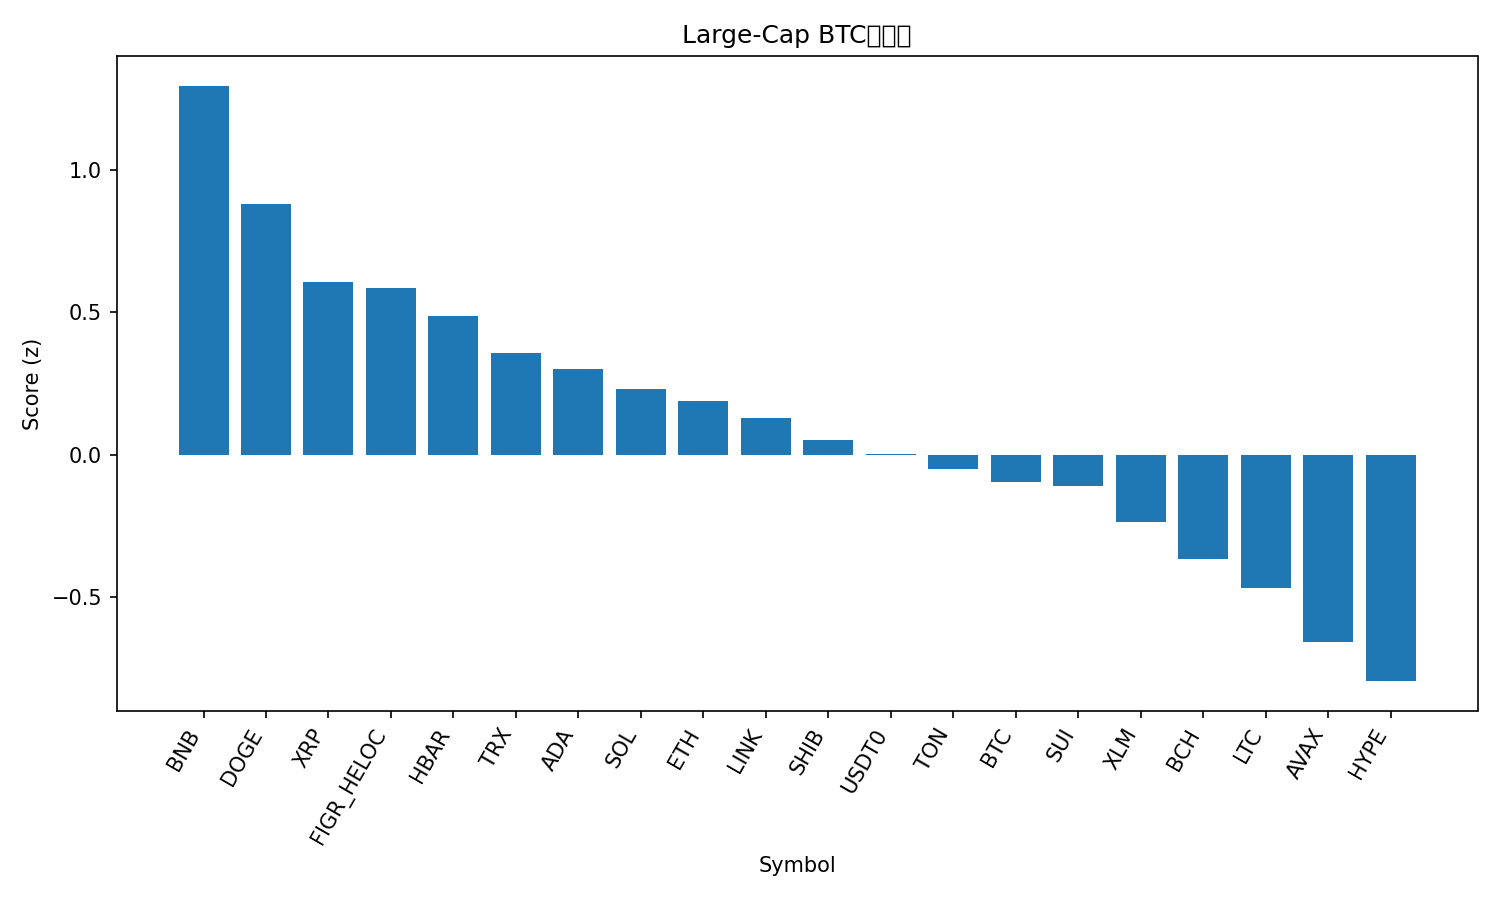 Large-Cap BTC
Score (z)
1.0
0.5
0.0
−0.5
BNB
DOGE
XRP
FIGR_HELOC
HBAR
TRX
ADA
SOL
ETH
LINK
SHIB
USDT0
TON
BTC
SUI
XLM
BCH
LTC
AVAX
HYPE
Symbol